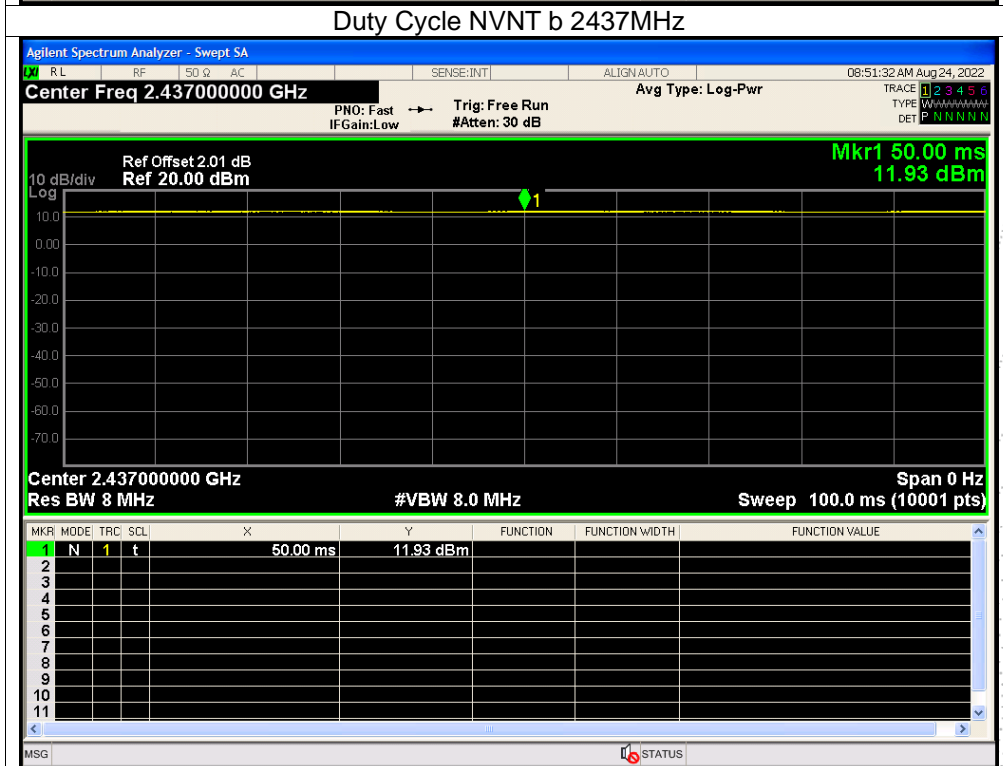 Duty Cycle NVNT b 2437MHz
Agilent Spectrum Analyzer - Swept SA
LXI RL RF 50 Ω AC SENSE:INT ALIGN AUTO 08:51:32 AM Aug 24, 2022
Center Freq 2.437000000 GHz
PNO: Fast
IFGain:Low
Trig: Free Run
#Atten: 30 dB
Avg Type: Log-Pwr
TRACE 1 2 3 4 5 6
TYPE WWWWWW
DET P N N N N N
Ref Offset 2.01 dB
10 dB/div Ref 20.00 dBm
Log
Mkr1 50.00 ms
11.93 dBm
1
10.0
0.00
-10.0
-20.0
-30.0
-40.0
-50.0
-60.0
-70.0
Center 2.437000000 GHz Span 0 Hz
Res BW 8 MHz #VBW 8.0 MHz Sweep 100.0 ms (10001 pts)
MKR MODE TRC SCL X Y FUNCTION FUNCTION WIDTH FUNCTION VALUE
1 N 1 t 50.00 ms 11.93 dBm
2
3
4
5
6
7
8
9
10
11
MSG STATUS